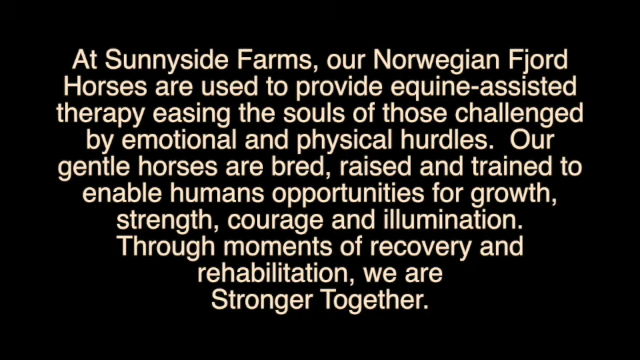 At Sunnyside Farms, our Norwegian Fjord
Horses are used to provide equine-assisted
therapy easing the souls of those challenged
by emotional and physical hurdles.  Our
gentle horses are bred, raised and trained to
enable humans opportunities for growth,
strength, courage and illumination.
Through moments of recovery and
rehabilitation, we are
Stronger Together.